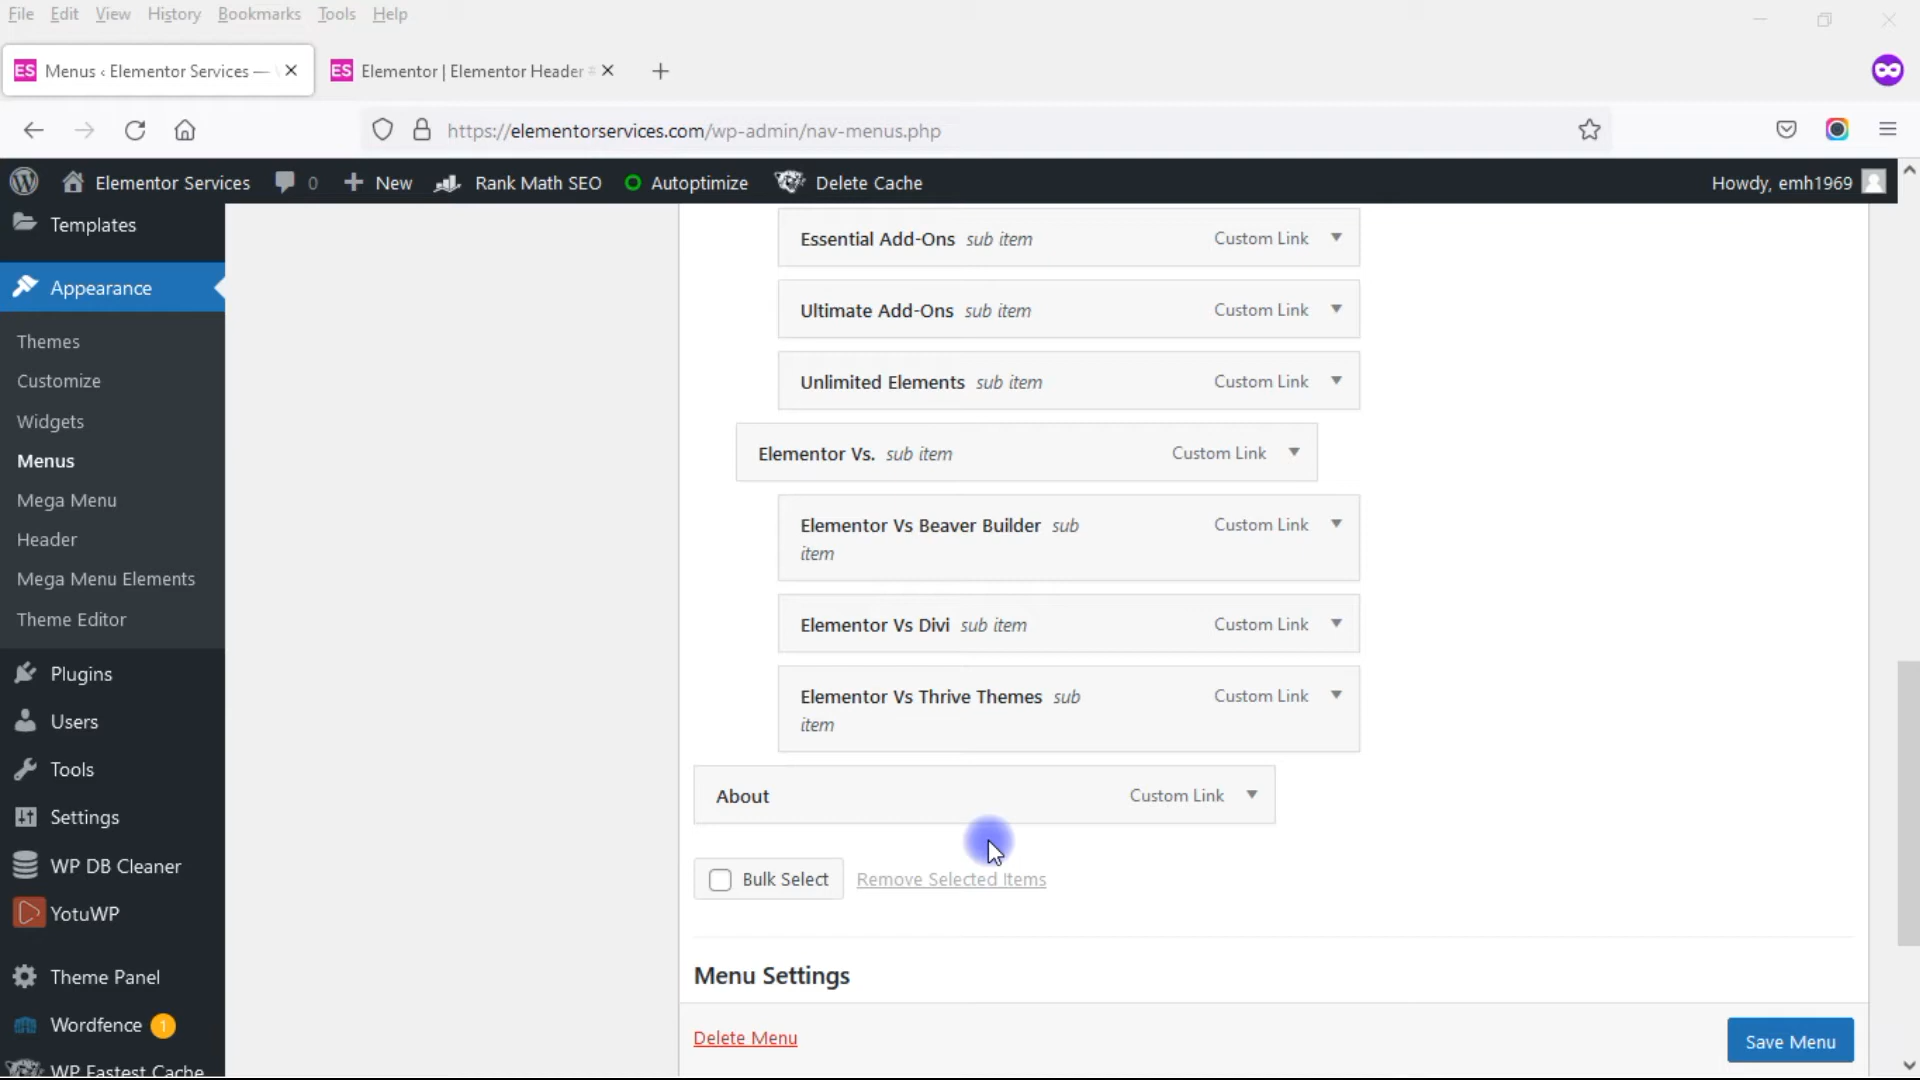 File Edit View History Bookmarks Tools Help
ES Menus ‹ Elementor Services — ES Elementor | Elementor Header
https://elementorservices.com/wp-admin/nav-menus.php
Elementor Services 0 + New Rank Math SEO Autoptimize Delete Cache Howdy, emh1969
Templates
Appearance
Themes
Customize
Widgets
Menus
Mega Menu
Header
Mega Menu Elements
Theme Editor
Plugins
Users
Tools
Settings
WP DB Cleaner
YotuWP
Theme Panel
Wordfence 1
WP Fastest Cache
Essential Add-Ons sub item Custom Link
Ultimate Add-Ons sub item Custom Link
Unlimited Elements sub item Custom Link
Elementor Vs. sub item Custom Link
Elementor Vs Beaver Builder sub Custom Link
item
Elementor Vs Divi sub item Custom Link
Elementor Vs Thrive Themes sub Custom Link
item
About Custom Link
Bulk Select Remove Selected Items
Menu Settings
Delete Menu Save Menu